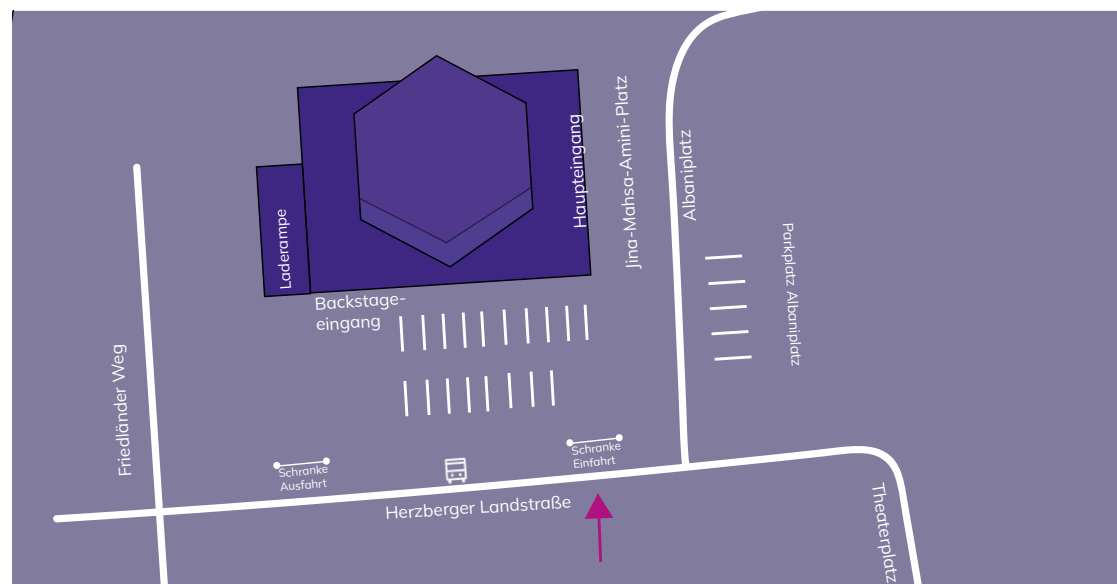 Haupteingang
Jina-Mahsa-Amini-Platz
Albaniplatz
Laderampe
Backstage-
eingang
Parkplatz Albaniplatz
Friedländer Weg
Schranke
Ausfahrt
Schranke
Einfahrt
Herzberger Landstraße
Theaterplatz